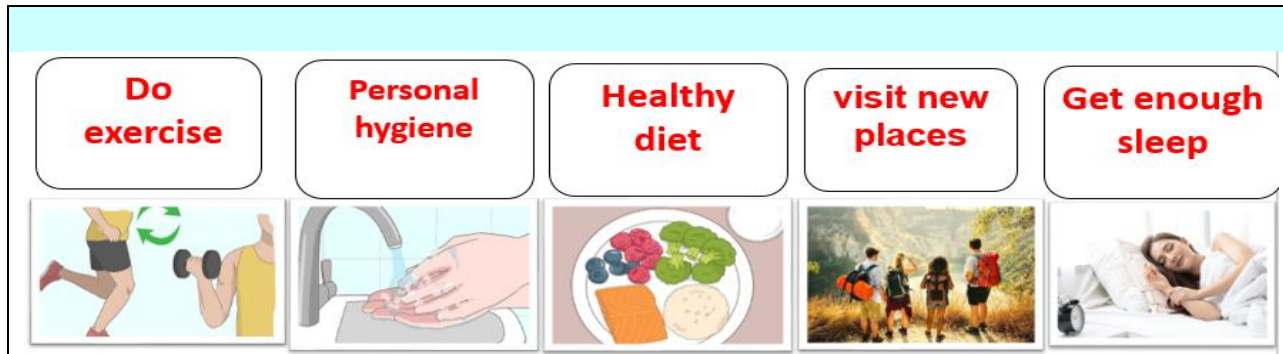 Do
exercise
Personal
hygiene
Healthy
diet
visit new
places
Get enough
sleep